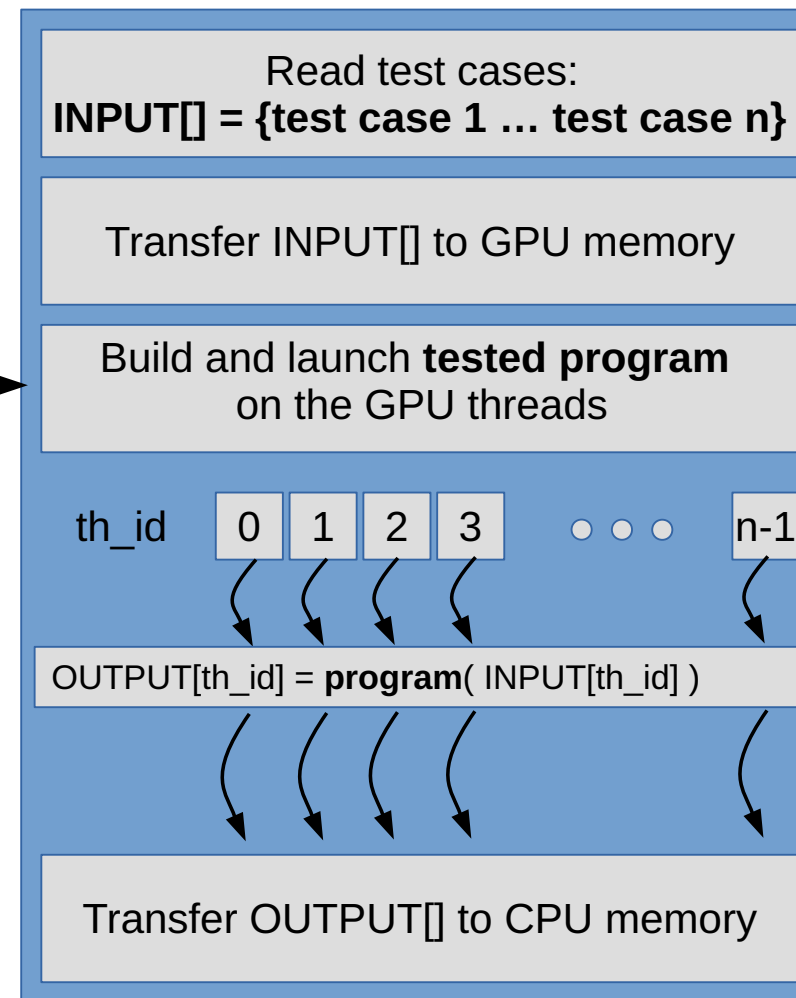 Read test cases:
INPUT[] = {test case 1 … test case n}
Transfer INPUT[] to GPU memory
Build and launch tested program
on the GPU threads
th_id 0 1 2 3 n-1
OUTPUT[th_id] = program( INPUT[th_id] )
Transfer OUTPUT[] to CPU memory